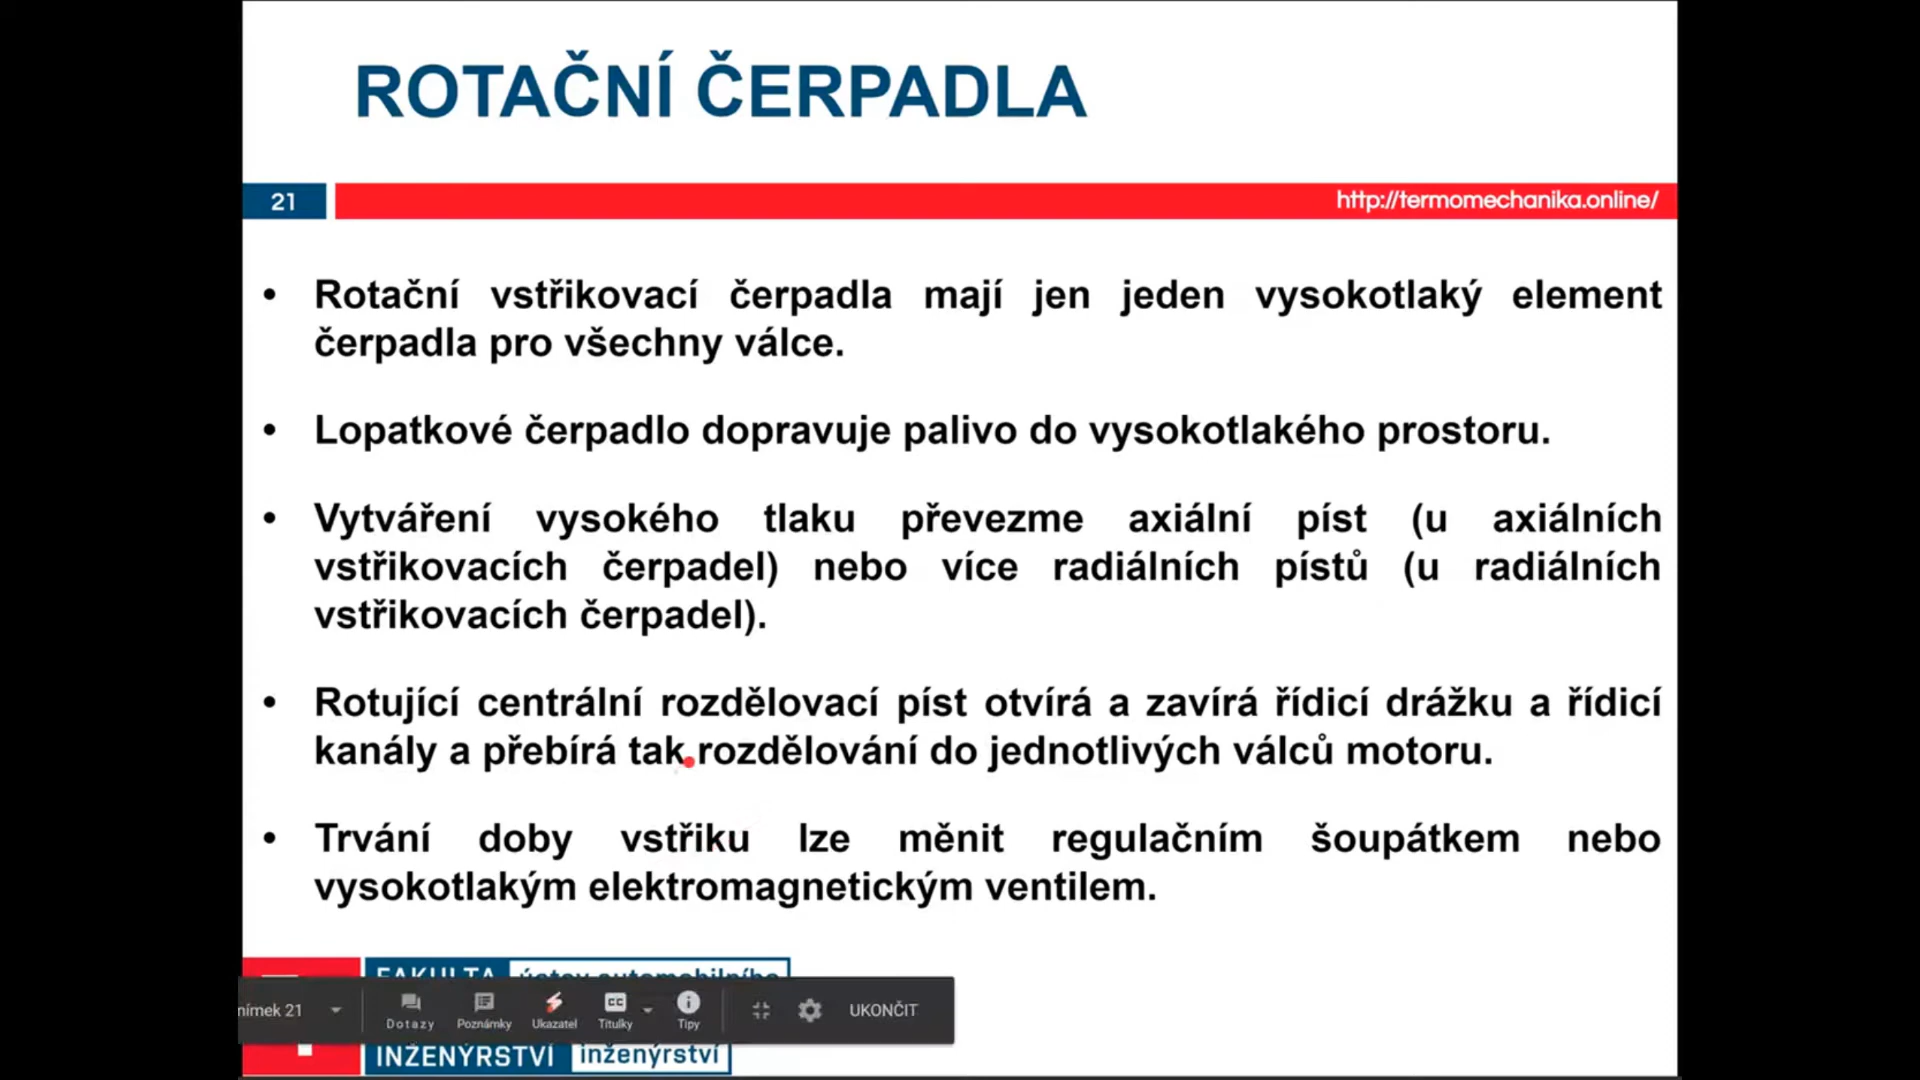 ROTAČNÍ ČERPADLA
21
http://termomechanika.online/
• Rotační vstřikovací čerpadla mají jen jeden vysokotlaký element
čerpadla pro všechny válce.
• Lopatkové čerpadlo dopravuje palivo do vysokotlakého prostoru.
• Vytváření vysokého tlaku převezme axiální píst (u axiálních
vstřikovacích čerpadel) nebo více radiálních pístů (u radiálních
vstřikovacích čerpadel).
• Rotující centrální rozdělovací píst otvírá a zavírá řídicí drážku a řídicí
kanály a přebírá tak rozdělování do jednotlivých válců motoru.
• Trvání doby vstřiku lze měnit regulačním šoupátkem nebo
vysokotlakým elektromagnetickým ventilem.
FAKULTA ústav automobilního
nímek 21 Dotazy Poznámky Ukazatel CC Titulky Tipy UKONČIT
INŽENÝRSTVÍ inženýrství